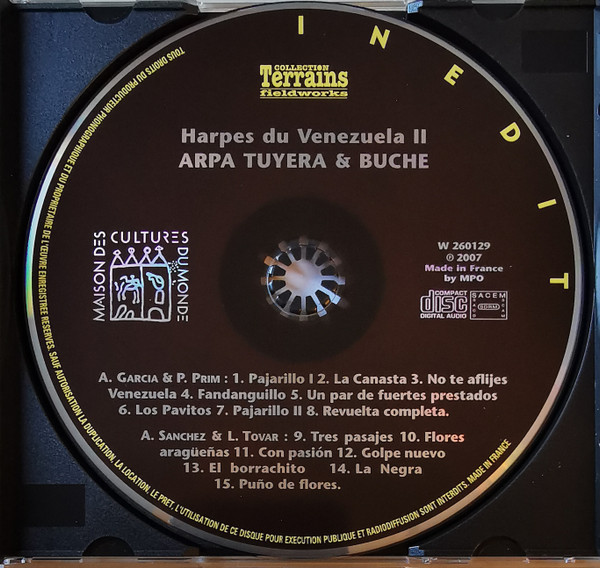 INEDIT
COLLECTION
Terrains
fieldworks
Harpes du Venezuela II
ARPA TUYERA & BUCHE
MAISON DES CULTURES DU MONDE
W 260129
℗ 2007
Made in France
by MPO
COMPACT
disc
DIGITAL AUDIO
SACEM
SDRM
A. GARCIA & P. PRIM : 1. Pajarillo I 2. La Canasta 3. No te aflijes
Venezuela 4. Fandanguillo 5. Un par de fuertes prestados
6. Los Pavitos 7. Pajarillo II 8. Revuelta completa.
A. SANCHEZ & L. TOVAR : 9. Tres pasajes 10. Flores
aragüeñas 11. Con pasión 12. Golpe nuevo
13. El borrachito 14. La Negra
15. Puño de flores.
TOUS DROITS DU PRODUCTEUR PHONOGRAPHIQUE ET DU PROPRIETAIRE DE L'ŒUVRE ENREGISTREE RESERVES. SAUF AUTORISATION LA DUPLICATION, LA LOCATION, LE PRET, L'UTILISATION DE CE DISQUE POUR EXECUTION PUBLIQUE ET RADIODIFFUSION SONT INTERDITS. MADE IN FRANCE